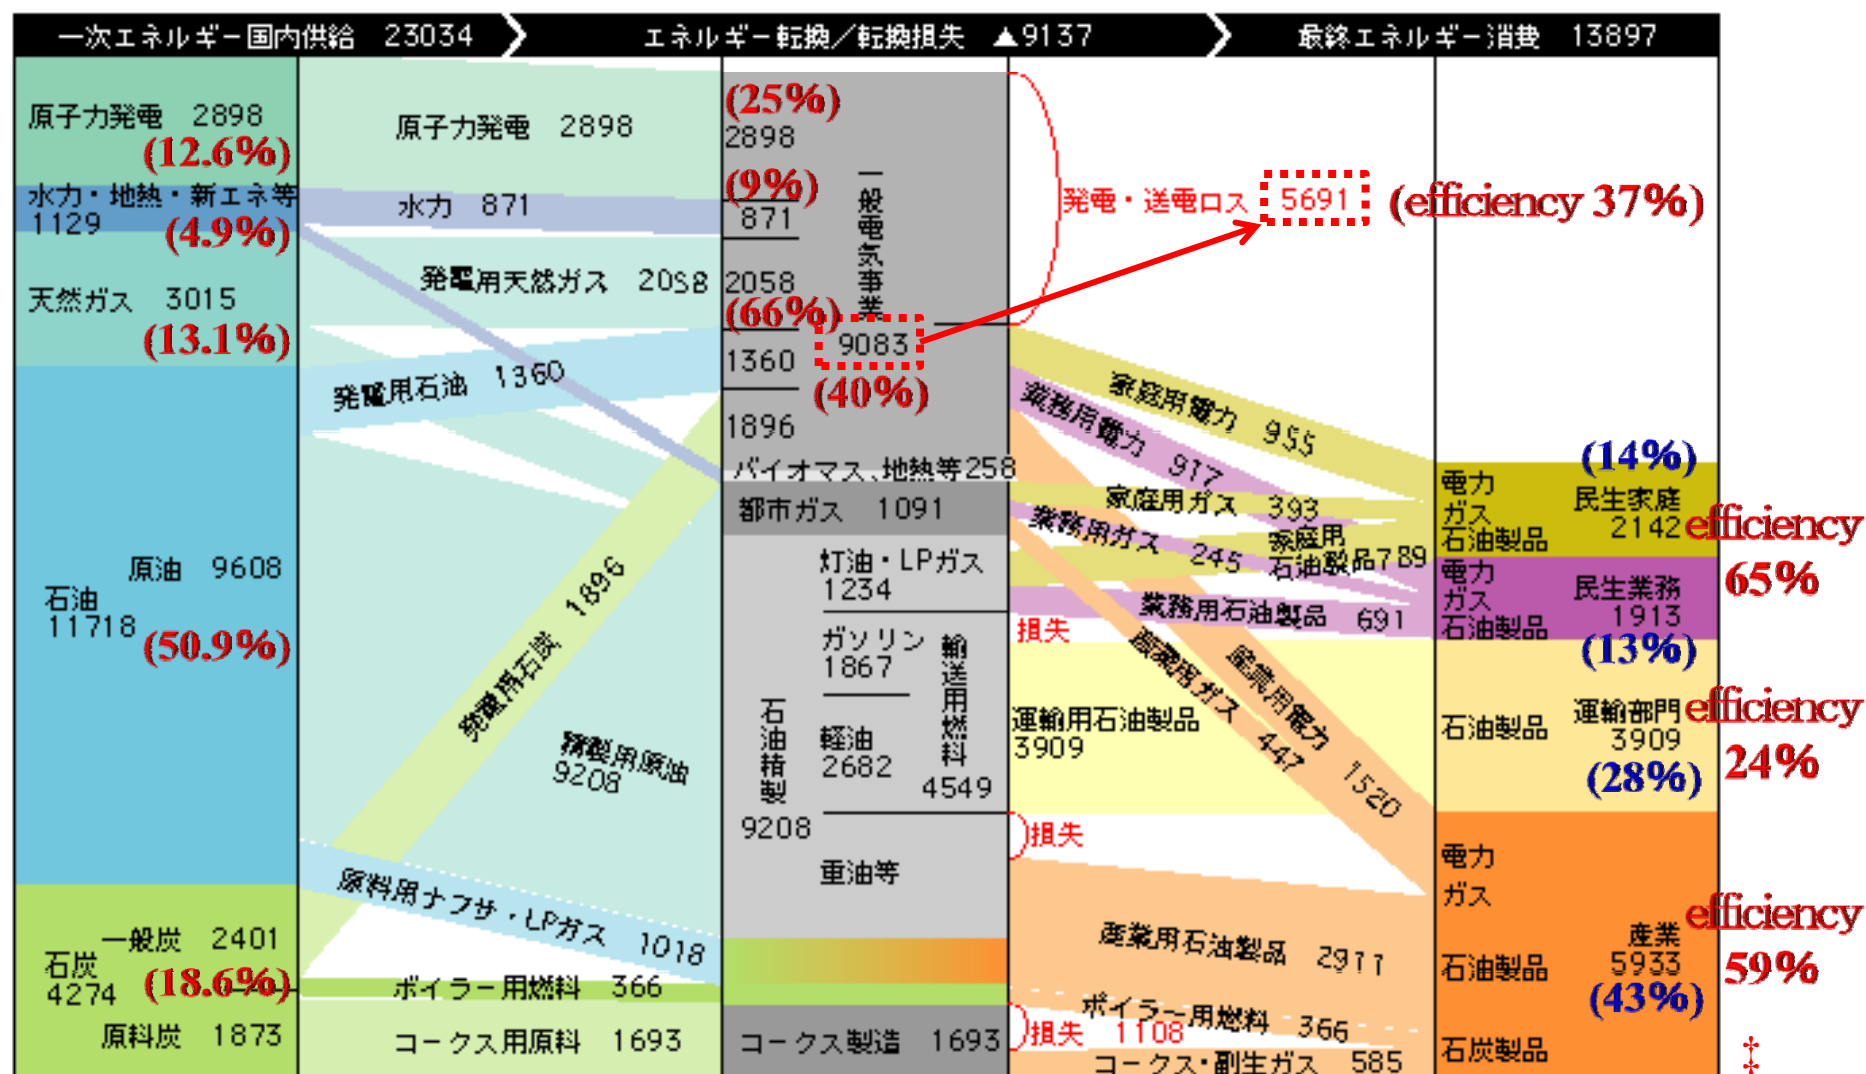 一次エネルギー国内供給 23034
エネルギー転換／転換損失 ▲9137
最終エネルギー消費 13897
原子力発電 2898
(12.6%)
水力・地熱・新エネ等
1129
(4.9%)
天然ガス 3015
(13.1%)
原油 9608
石油
11718
(50.9%)
一般炭 2401
石炭
4274
(18.6%)
原料炭 1873
原子力発電 2898
水力 871
発電用天然ガス 2058
発電用石油 1360
発電用石炭 1896
精製用原油
9208
原料用ナフサ・LPガス 1018
ボイラー用燃料 366
コークス用原料 1693
(25%)
2898
(9%)
871
2058
(66%)
1360
1896
一般電気事業
9083
(40%)
バイオマス、地熱等258
都市ガス 1091
灯油・LPガス
1234
ガソリン
1867
軽油
2682
輸送用燃料
4549
石油精製
9208
重油等
コークス製造 1693
発電・送電ロス 5691
(efficiency 37%)
家庭用電力 955
業務用電力 917
家庭用ガス 393
業務用ガス 245
家庭用
石油製品789
業務用石油製品 691
損失
産業用ガス 447
産業用電力 1520
運輸用石油製品
3909
損失
産業用石油製品 2911
ボイラー用燃料 366
損失 1108
コークス・副生ガス 585
(14%)
電力
ガス
石油製品
民生家庭
2142
efficiency
65%
電力
ガス
石油製品
民生業務
1913
(13%)
石油製品
運輸部門
3909
(28%)
efficiency
24%
電力
ガス
石油製品
石炭製品
産業
5933
(43%)
efficiency
59%
‡